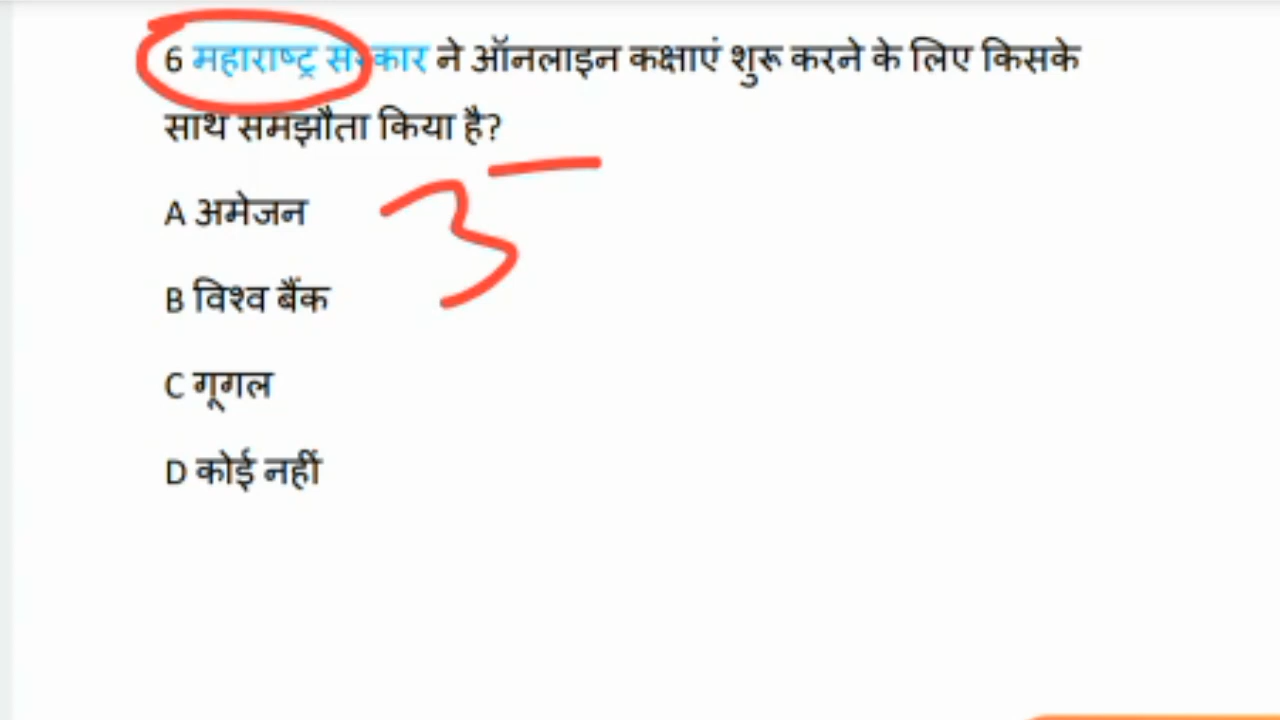 6 महाराष्ट्र सरकार ने ऑनलाइन कक्षाएं शुरू करने के लिए किसके
साथ समझौता किया है?
A अमेजन
B विश्व बैंक
C गूगल
D कोई नहीं